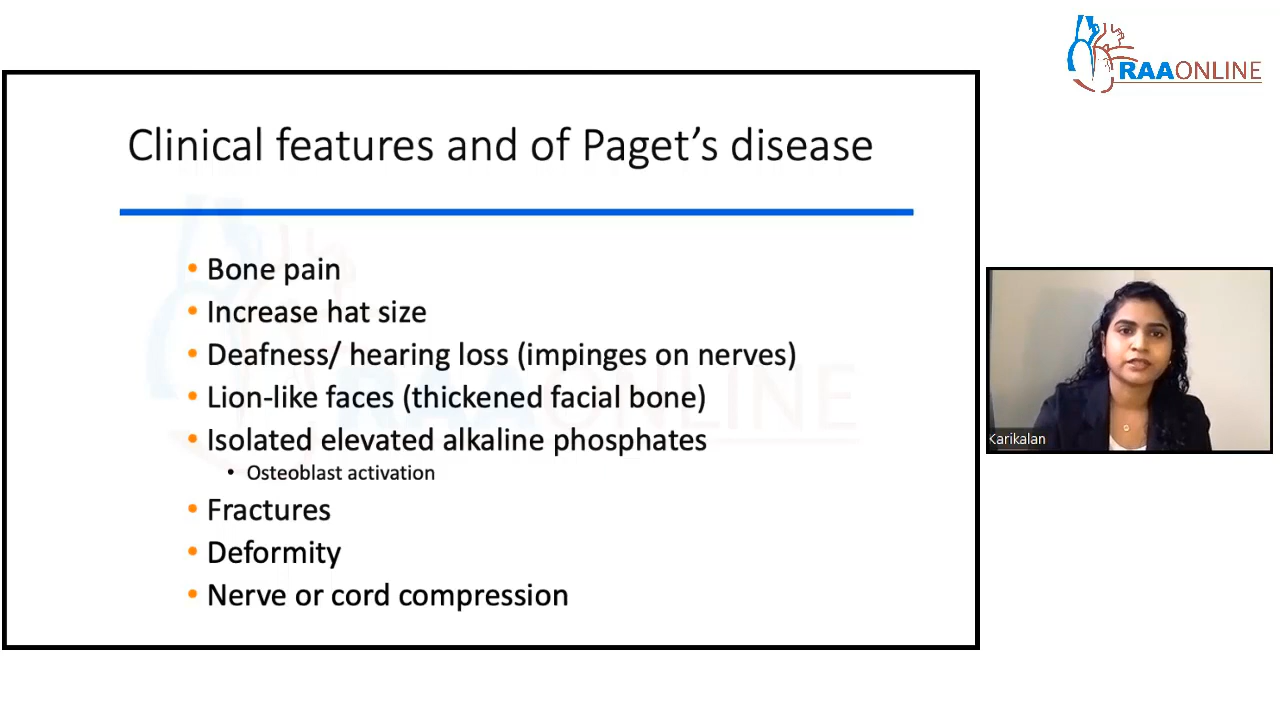 RAAONLINE
Clinical features and of Paget’s disease
• Bone pain
• Increase hat size
• Deafness/ hearing loss (impinges on nerves)
• Lion-like faces (thickened facial bone)
• Isolated elevated alkaline phosphates
• Osteoblast activation
• Fractures
• Deformity
• Nerve or cord compression
RAAONLINE
Karikalan